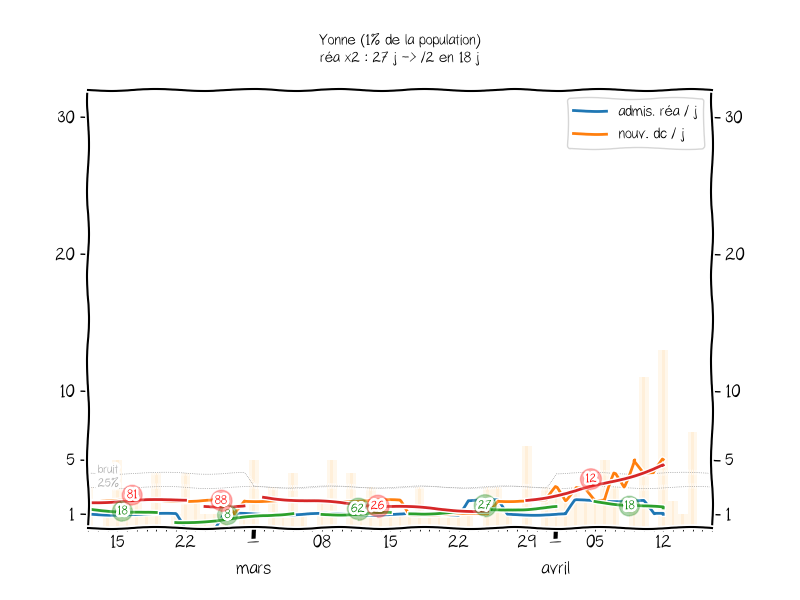 Yonne (1% de la population)
réa x2 : 27 j -> /2 en 18 j
admis. réa / j
nouv. dc / j
30 30
20 20
10 10
5 5
1 1
bruit
25%
81 18 88 8 62 26 27 12 18
15 22 08 15 22 29 05 12
mars avril